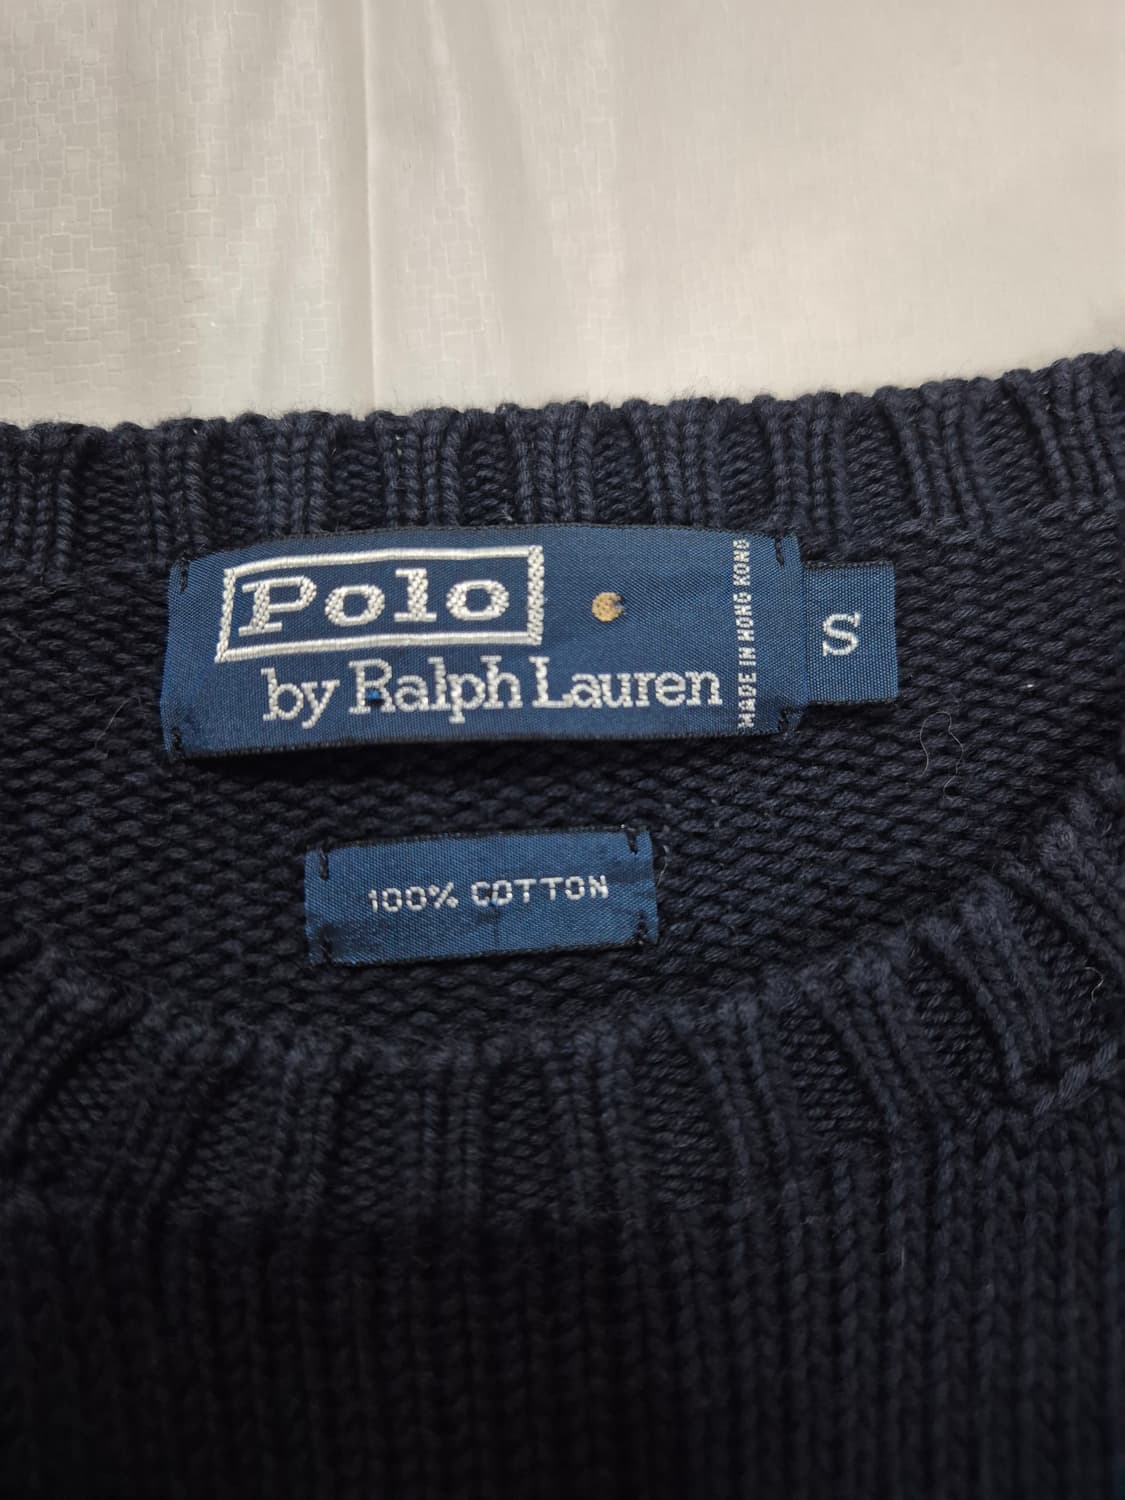 Polo
by Ralph Lauren
MADE IN HONG KONG
S
100% COTTON